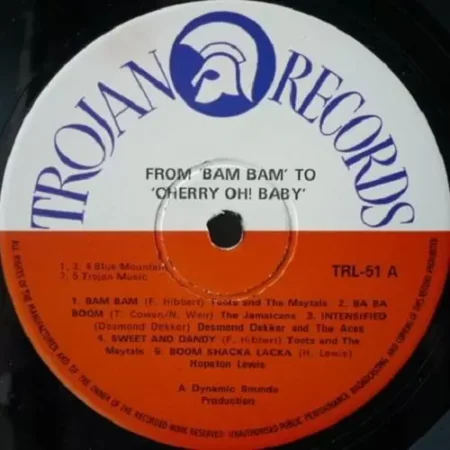 TROJAN RECORDS
FROM 'BAM BAM' TO
'CHERRY OH! BABY'
1, 3, 4 Blue Mountain
2, 5 Trojan Music
TRL-51 A
1. BAM BAM (F. Hibbert) Toots and The Maytals 2. BA BA
BOOM (T. Cowan/N. Weir) The Jamaicans 3. INTENSIFIED
(Desmond Dekker) Desmond Dekker and The Aces
4. SWEET AND DANDY (F. Hibbert) Toots and The
Maytals 5. BOOM SHACKA LACKA (H. Lewis)
Hopeton Lewis
A Dynamic Sounds
Production
ALL RIGHTS OF THE MANUFACTURER AND OF THE OWNER OF THE RECORDED WORK RESERVED. UNAUTHORISED PUBLIC PERFORMANCE, BROADCASTING AND COPYING OF THIS RECORD PROHIBITED